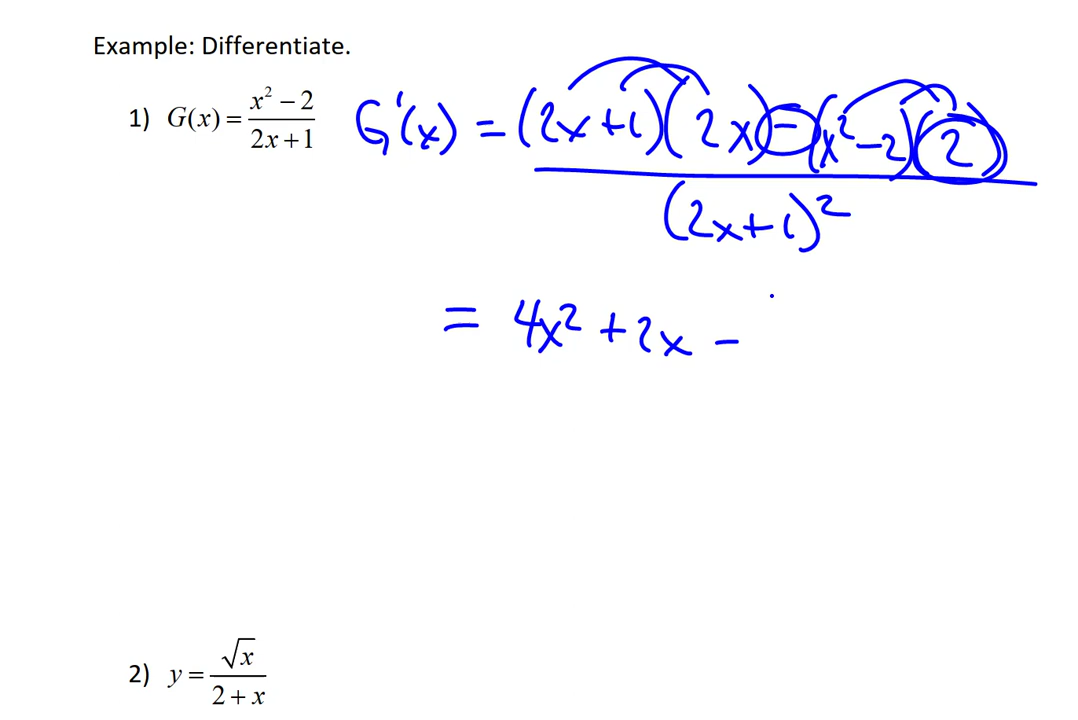 Example: Differentiate.
1) G(x) = (x² − 2)/(2x + 1) G'(x) = ((2x+1)(2x) − (x²−2)(2))/(2x+1)²
= 4x² + 2x −
2) y = √x/(2 + x)